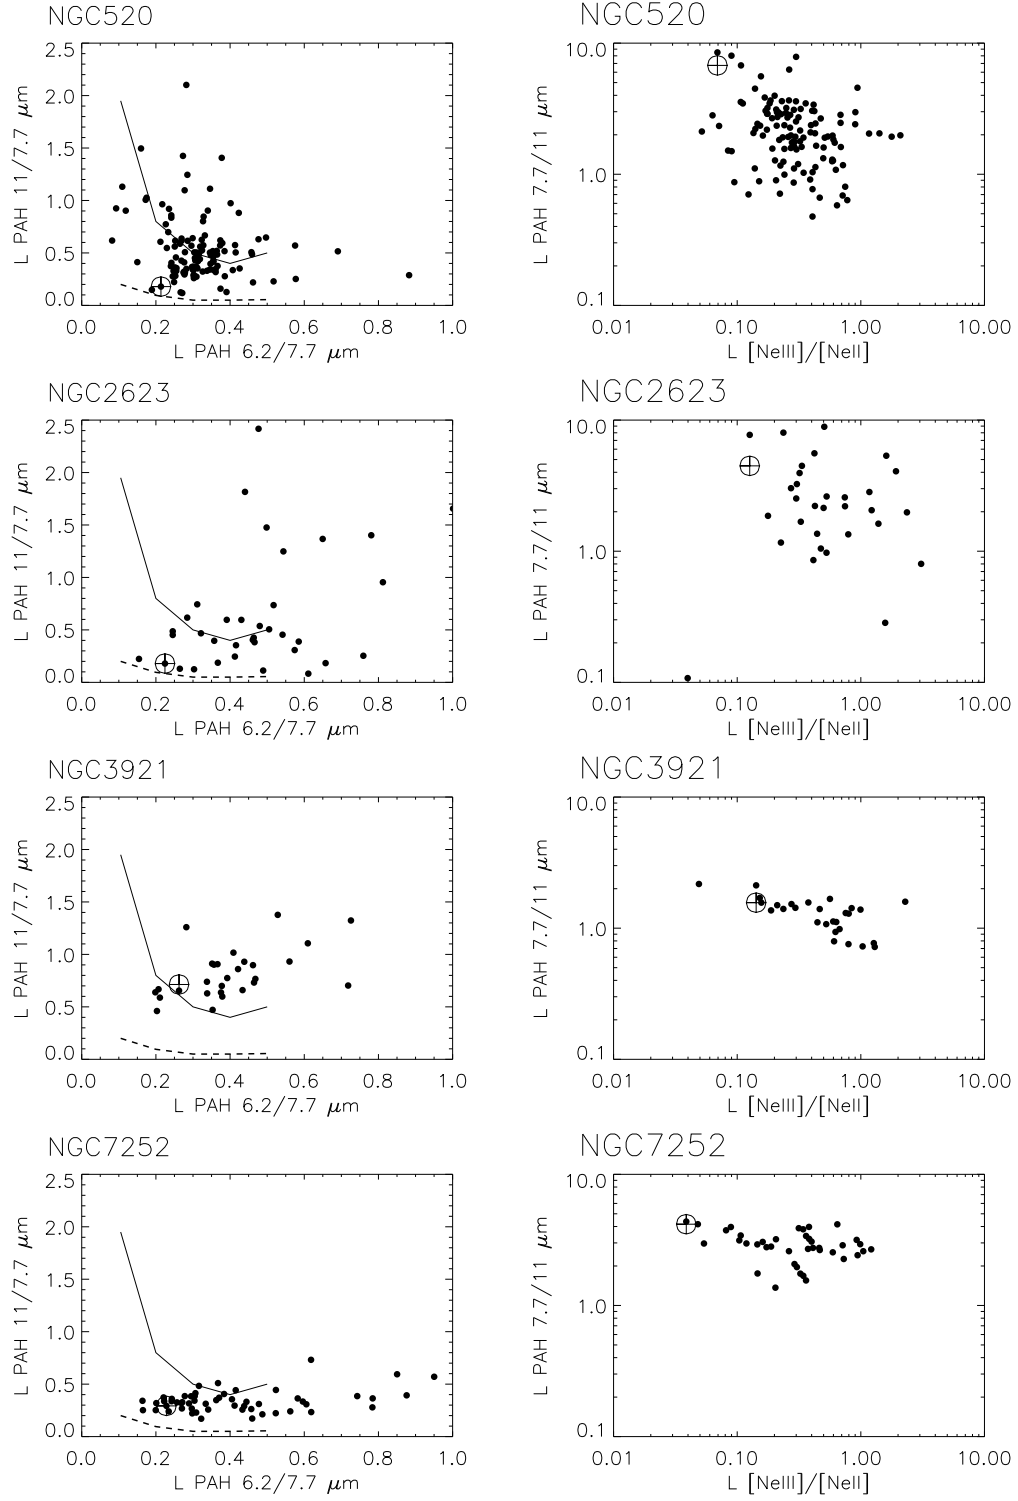 NGC520
L PAH 11/7.7 μm
2.5
2.0
1.5
1.0
0.5
0.0
0.0 0.2 0.4 0.6 0.8 1.0
L PAH 6.2/7.7 μm
NGC520
L PAH 7.7/11 μm
10.0
1.0
0.1
0.01 0.10 1.00 10.00
L [NeIII]/[NeII]
NGC2623
L PAH 11/7.7 μm
2.5
2.0
1.5
1.0
0.5
0.0
0.0 0.2 0.4 0.6 0.8 1.0
L PAH 6.2/7.7 μm
NGC2623
L PAH 7.7/11 μm
10.0
1.0
0.1
0.01 0.10 1.00 10.00
L [NeIII]/[NeII]
NGC3921
L PAH 11/7.7 μm
2.5
2.0
1.5
1.0
0.5
0.0
0.0 0.2 0.4 0.6 0.8 1.0
L PAH 6.2/7.7 μm
NGC3921
L PAH 7.7/11 μm
10.0
1.0
0.1
0.01 0.10 1.00 10.00
L [NeIII]/[NeII]
NGC7252
L PAH 11/7.7 μm
2.5
2.0
1.5
1.0
0.5
0.0
0.0 0.2 0.4 0.6 0.8 1.0
L PAH 6.2/7.7 μm
NGC7252
L PAH 7.7/11 μm
10.0
1.0
0.1
0.01 0.10 1.00 10.00
L [NeIII]/[NeII]